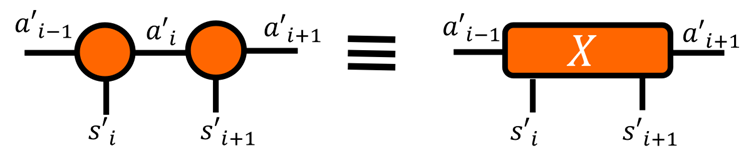 a′ᵢ₋₁ a′ᵢ a′ᵢ₊₁ ≡ a′ᵢ₋₁ X a′ᵢ₊₁
s′ᵢ s′ᵢ₊₁ s′ᵢ s′ᵢ₊₁